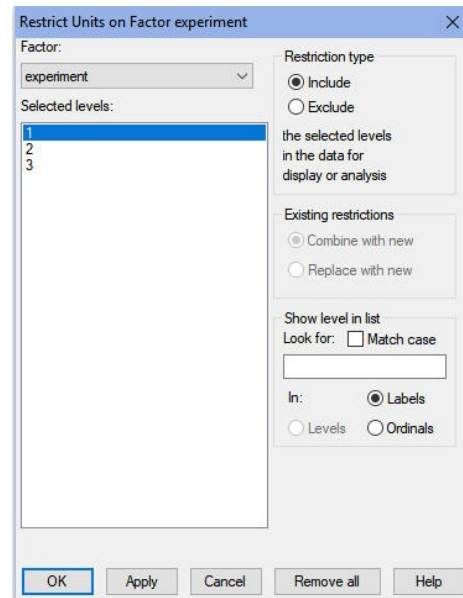 Restrict Units on Factor experiment
Factor:
experiment
Selected levels:
1
2
3
Restriction type
Include
Exclude
the selected levels
in the data for
display or analysis
Existing restrictions
Combine with new
Replace with new
Show level in list
Look for: Match case
In: Labels
Levels Ordinals
OK Apply Cancel Remove all Help